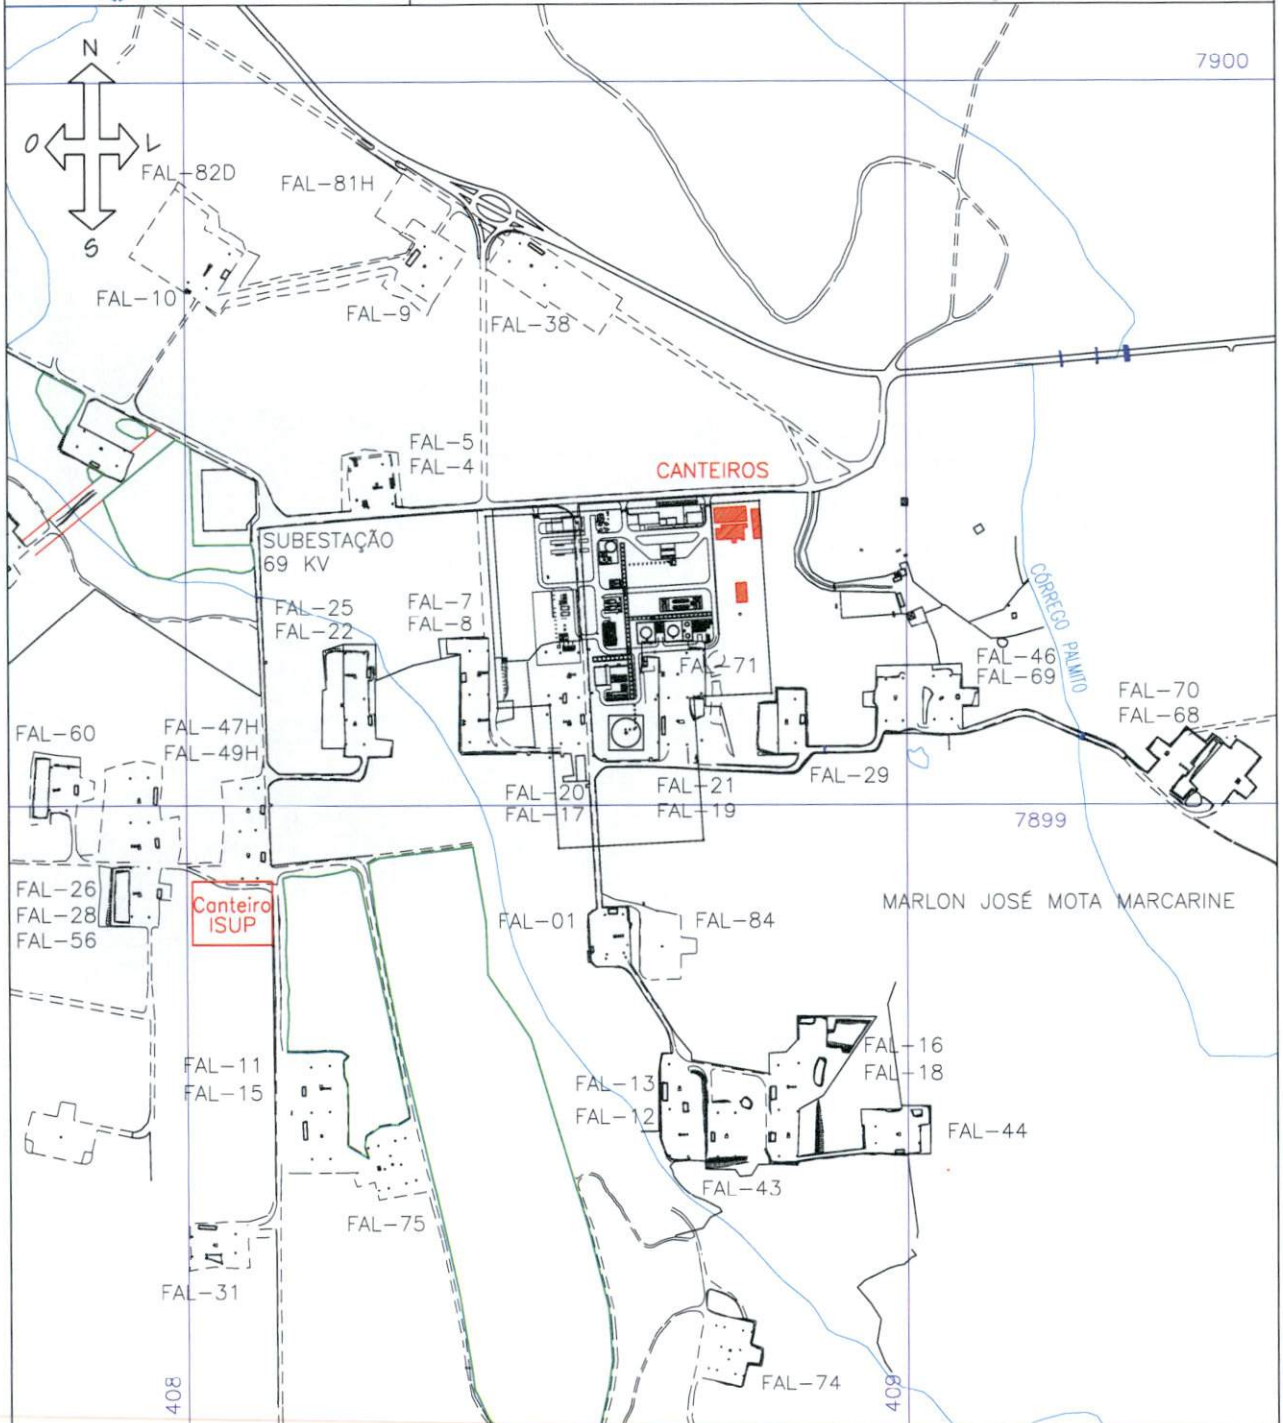 7900
N
O
L
S
FAL-82D
FAL-81H
FAL-10
FAL-9
FAL-38
FAL-5
FAL-4
CANTEIROS
SUBESTAÇÃO
69 KV
FAL-25
FAL-22
FAL-7
FAL-8
CÓRREGO PALMITO
FAL-71
FAL-46
FAL-69
FAL-70
FAL-68
FAL-60
FAL-47H
FAL-49H
FAL-29
FAL-20
FAL-17
FAL-21
FAL-19
7899
FAL-26
FAL-28
FAL-56
Canteiro
ISUP
FAL-01
FAL-84
MARLON JOSÉ MOTA MARCARINE
FAL-11
FAL-15
FAL-16
FAL-18
FAL-13
FAL-12
FAL-44
FAL-43
FAL-75
FAL-31
FAL-74
408
409